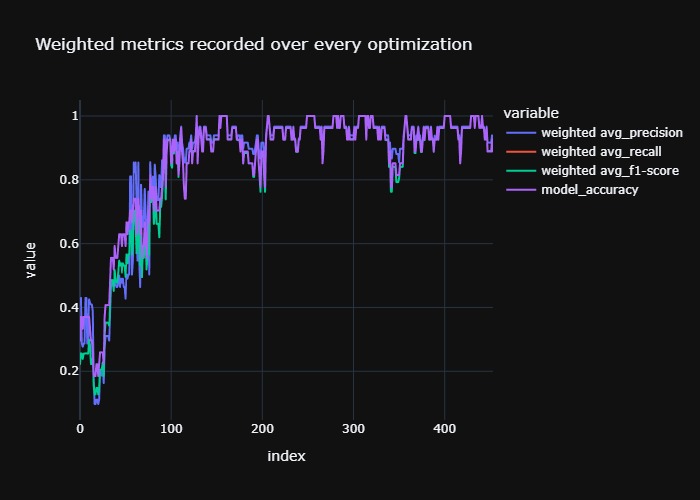 Weighted metrics recorded over every optimization
variable
weighted avg_precision
weighted avg_recall
weighted avg_f1-score
model_accuracy
value
1
0.8
0.6
0.4
0.2
0
100
200
300
400
index